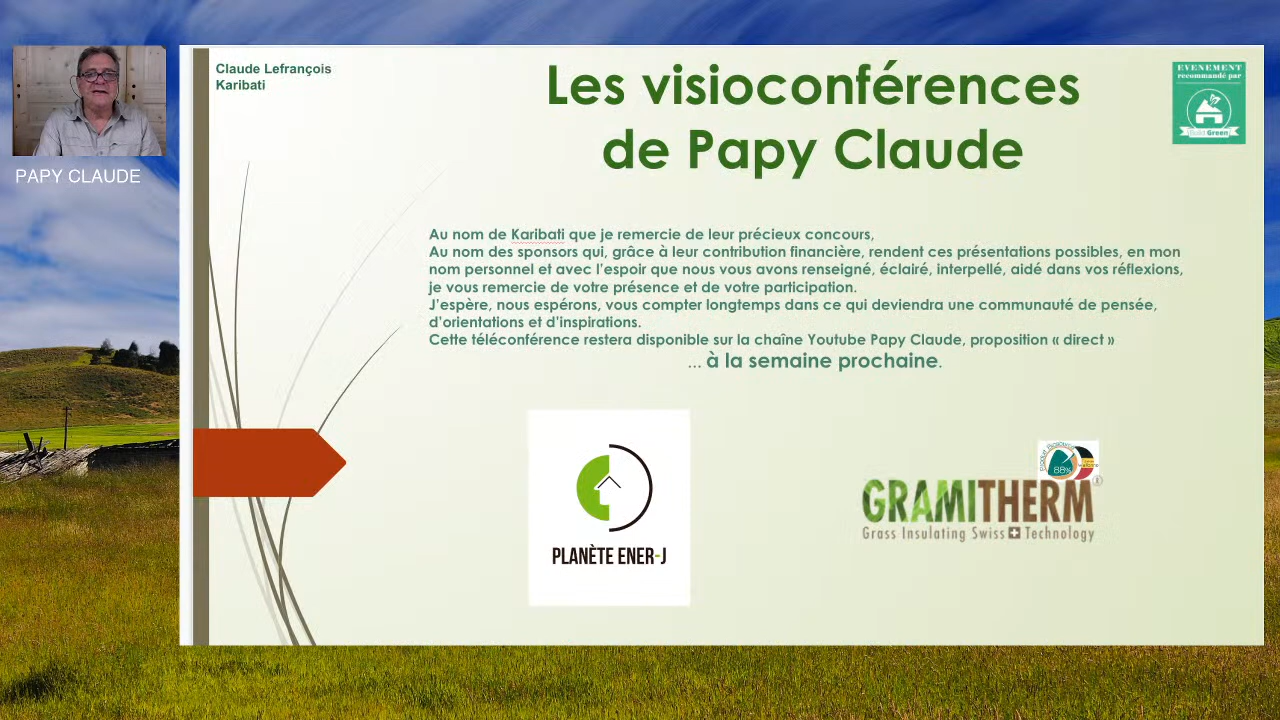 Claude Lefrançois
Karibati
Les visioconférences
de Papy Claude
EVENEMENT
recommandé par
Build Green
PAPY CLAUDE
Au nom de Karibati que je remercie de leur précieux concours,
Au nom des sponsors qui, grâce à leur contribution financière, rendent ces présentations possibles, en mon
nom personnel et avec l’espoir que nous vous avons renseigné, éclairé, interpellé, aidé dans vos réflexions,
je vous remercie de votre présence et de votre participation.
J’espère, nous espérons, vous compter longtemps dans ce qui deviendra une communauté de pensée,
d’orientations et d’inspirations.
Cette téléconférence restera disponible sur la chaîne Youtube Papy Claude, proposition « direct »
... à la semaine prochaine.
PLANÈTE ENER-J
88%
GRAMITHERM®
Grass Insulating Swiss Technology